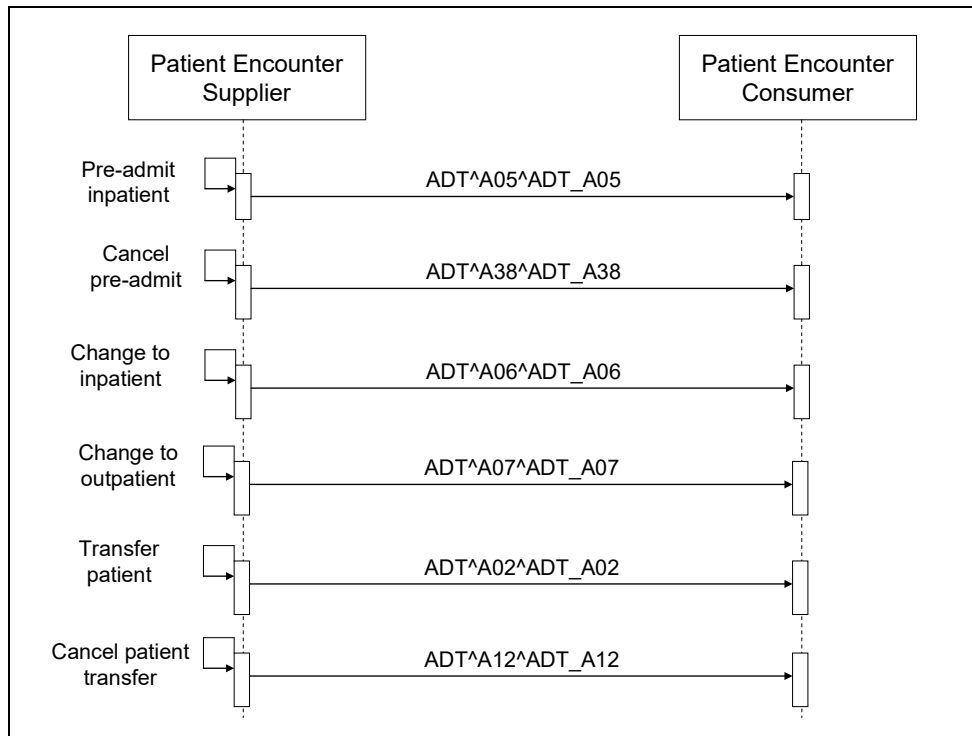 Patient Encounter
Supplier
Patient Encounter
Consumer
Pre-admit
inpatient
ADT^A05^ADT_A05
Cancel
pre-admit
ADT^A38^ADT_A38
Change to
inpatient
ADT^A06^ADT_A06
Change to
outpatient
ADT^A07^ADT_A07
Transfer
patient
ADT^A02^ADT_A02
Cancel patient
transfer
ADT^A12^ADT_A12